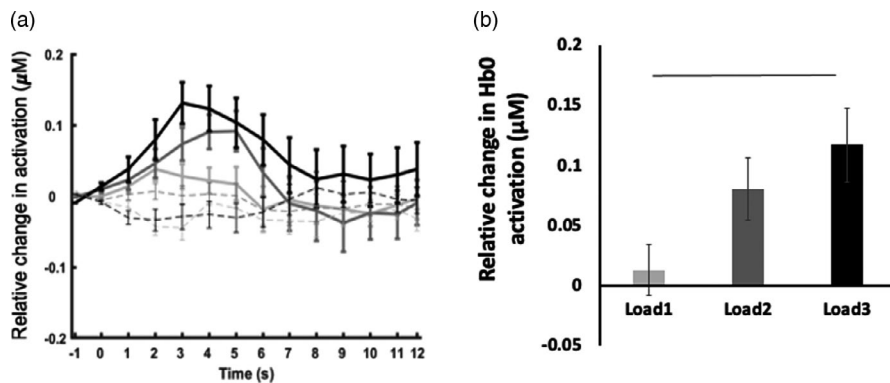 (a)
Relative change in activation (μM)
0.2
0.1
0
-0.1
-0.2
-1 0 1 2 3 4 5 6 7 8 9 10 11 12
Time (s)
(b)
Relative change in Hb0
activation (μM)
0.2
0.15
0.1
0.05
0
-0.05
Load1 Load2 Load3